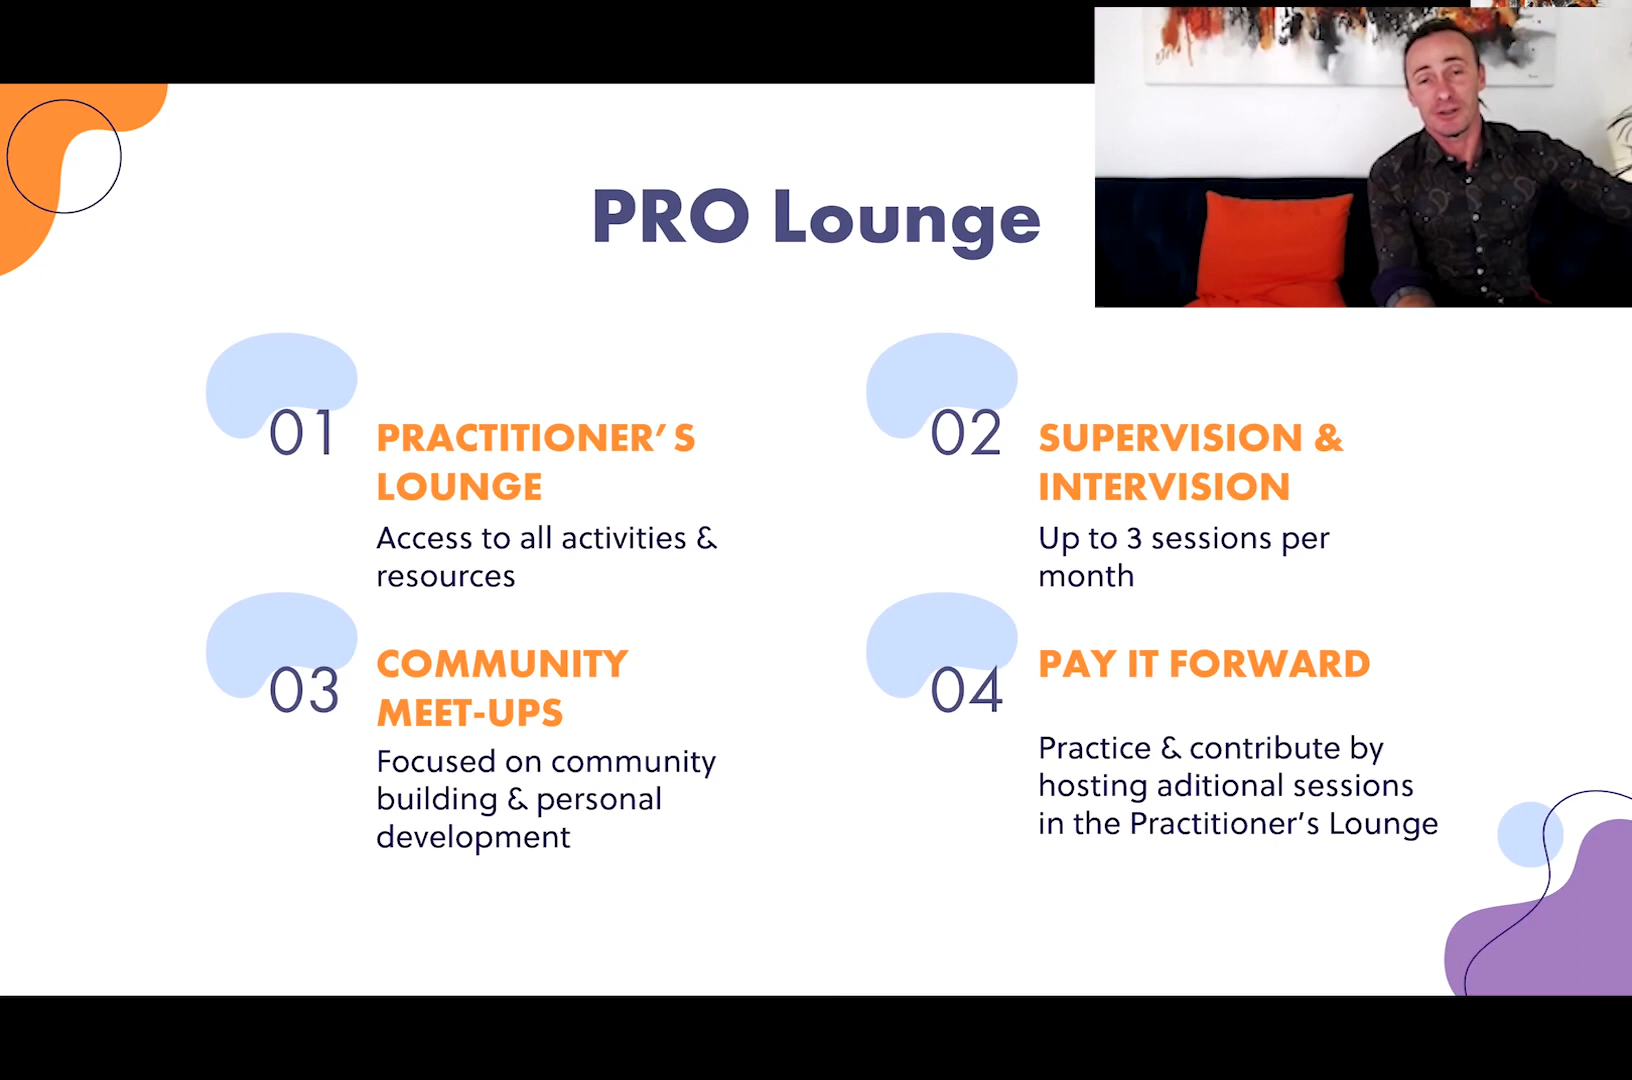 PRO Lounge
01
PRACTITIONER’S
LOUNGE
Access to all activities &
resources
02
SUPERVISION &
INTERVISION
Up to 3 sessions per
month
03
COMMUNITY
MEET-UPS
Focused on community
building & personal
development
04
PAY IT FORWARD
Practice & contribute by
hosting aditional sessions
in the Practitioner’s Lounge